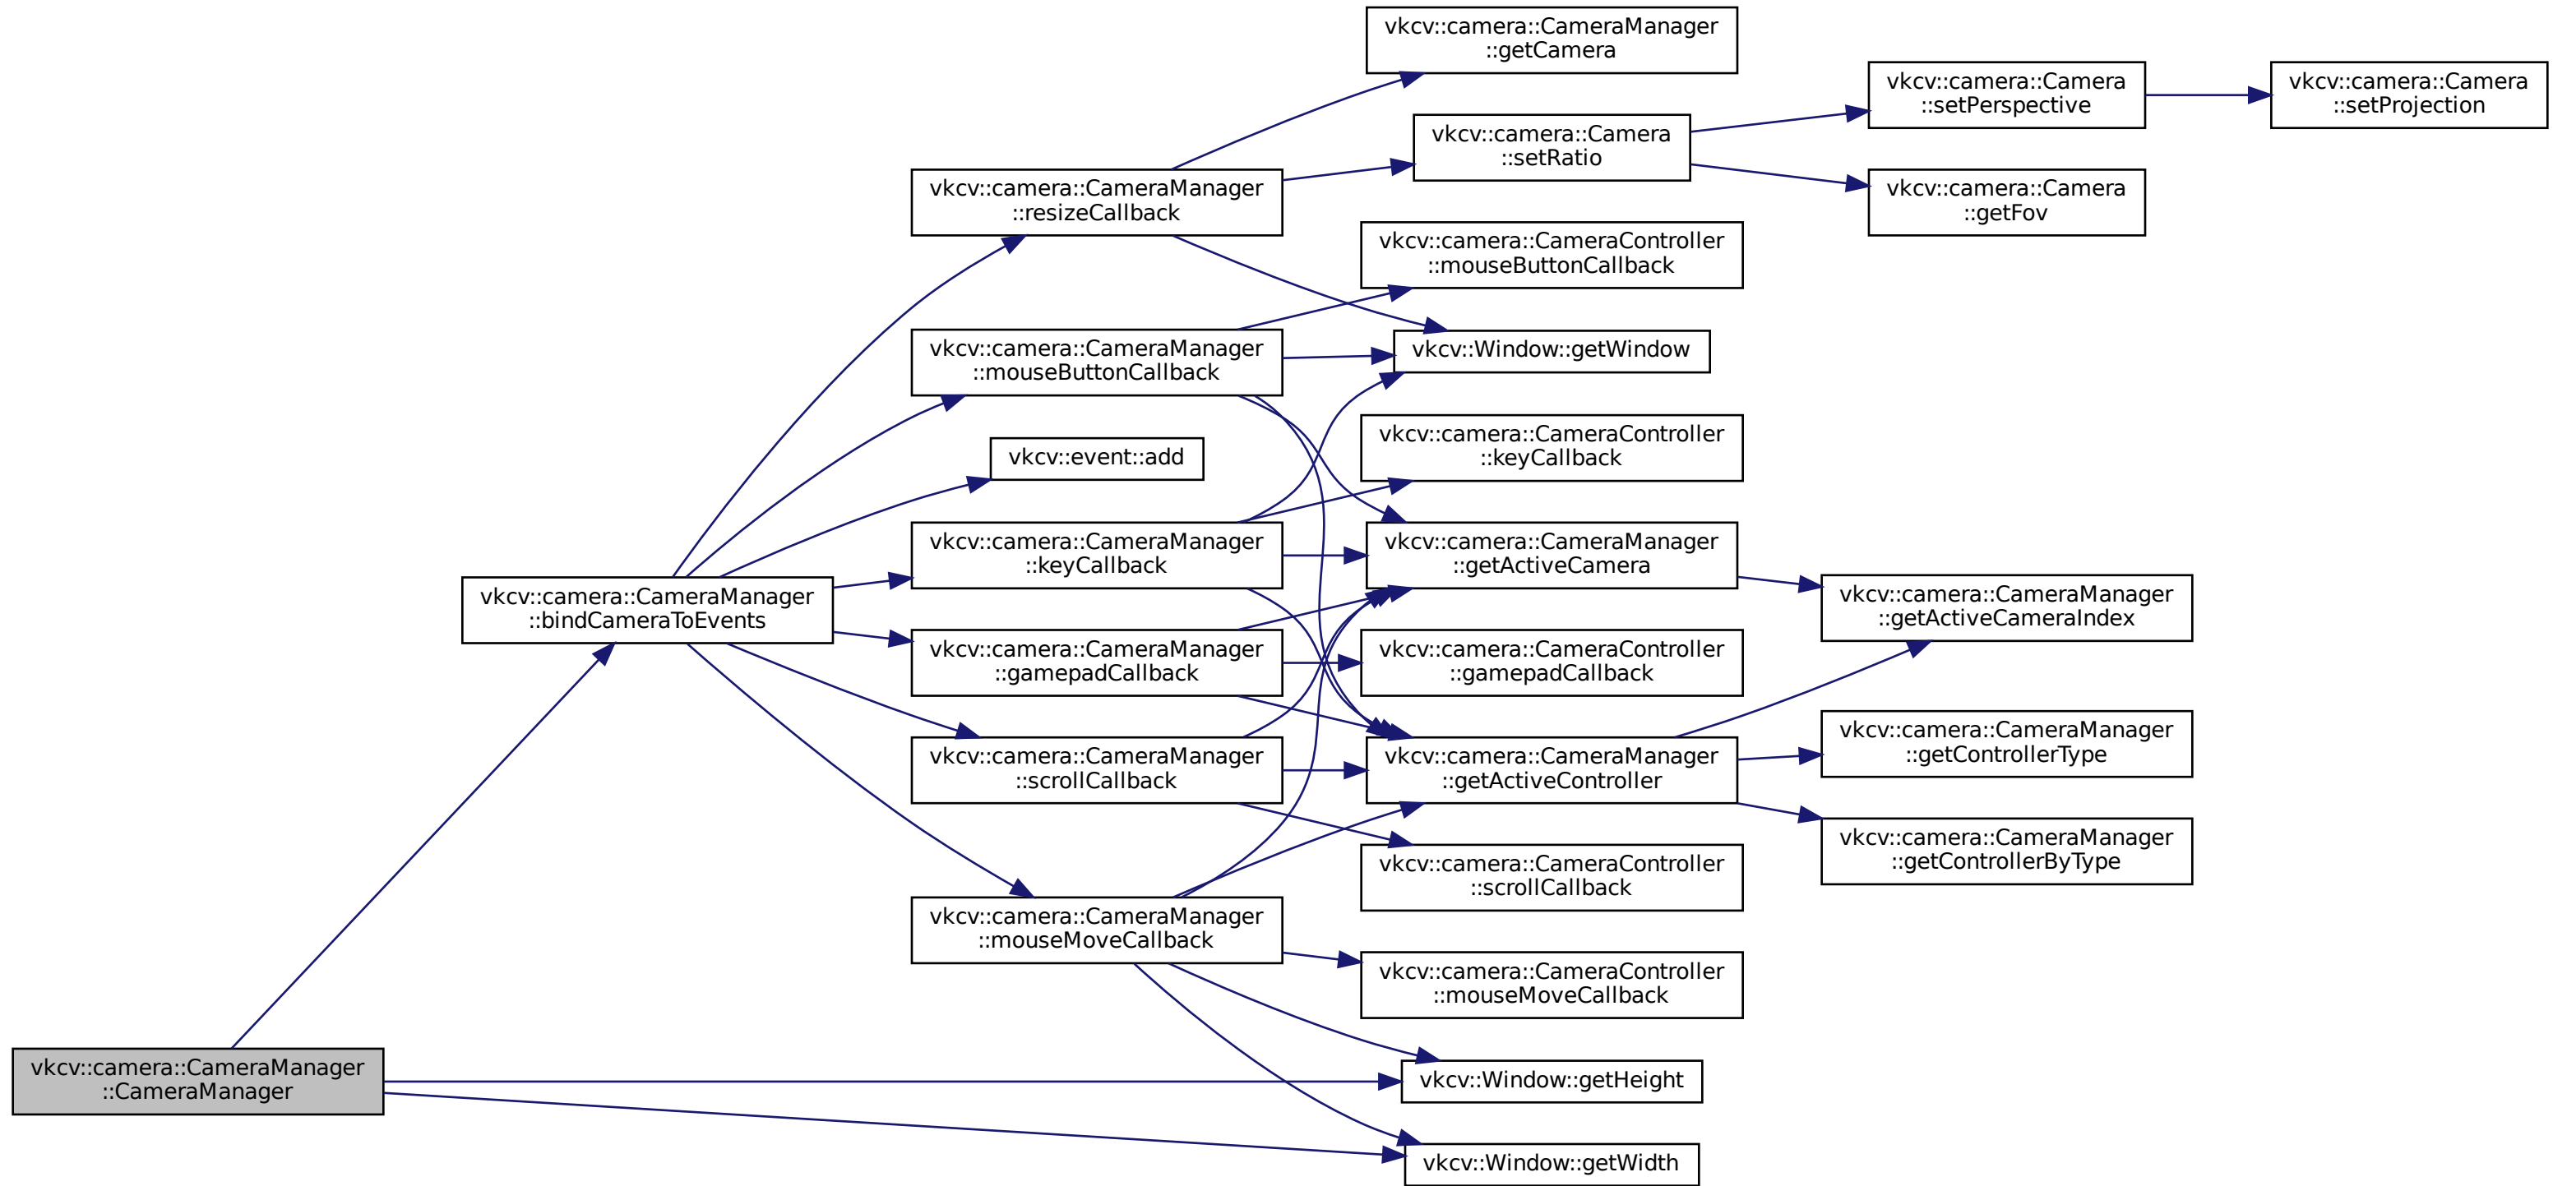 vkcv::camera::CameraManager
::CameraManager
vkcv::camera::CameraManager
::bindCameraToEvents
vkcv::camera::CameraManager
::resizeCallback
vkcv::camera::CameraManager
::mouseButtonCallback
vkcv::event::add
vkcv::camera::CameraManager
::keyCallback
vkcv::camera::CameraManager
::gamepadCallback
vkcv::camera::CameraManager
::scrollCallback
vkcv::camera::CameraManager
::mouseMoveCallback
vkcv::camera::CameraManager
::getCamera
vkcv::camera::Camera
::setRatio
vkcv::camera::CameraController
::mouseButtonCallback
vkcv::Window::getWindow
vkcv::camera::CameraController
::keyCallback
vkcv::camera::CameraManager
::getActiveCamera
vkcv::camera::CameraController
::gamepadCallback
vkcv::camera::CameraManager
::getActiveController
vkcv::camera::CameraController
::scrollCallback
vkcv::camera::CameraController
::mouseMoveCallback
vkcv::Window::getHeight
vkcv::Window::getWidth
vkcv::camera::Camera
::setPerspective
vkcv::camera::Camera
::getFov
vkcv::camera::CameraManager
::getActiveCameraIndex
vkcv::camera::CameraManager
::getControllerType
vkcv::camera::CameraManager
::getControllerByType
vkcv::camera::Camera
::setProjection